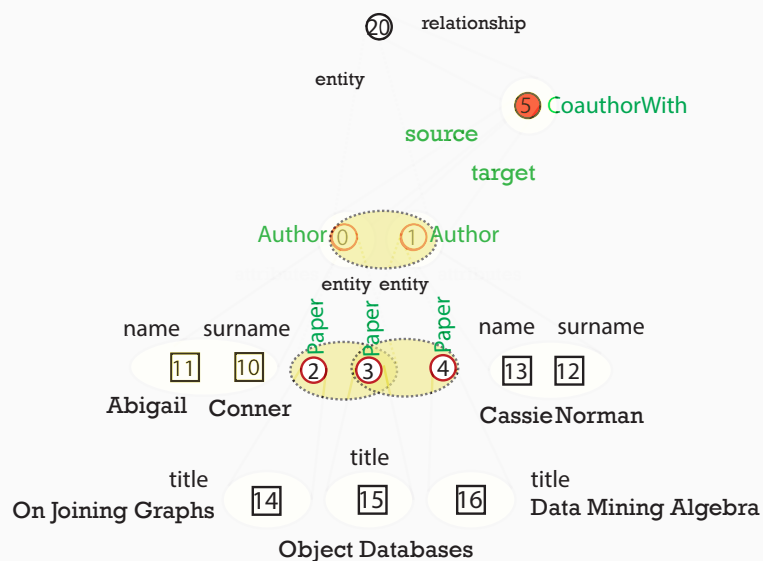 20 relationship
entity
5 CoauthorWith
source
target
Author 0 1 Author
entity entity
Paper Paper Paper
name surname name surname
11 10 2 3 4 13 12
Abigail Conner Cassie Norman
title title title
14 15 16
On Joining Graphs Data Mining Algebra
Object Databases